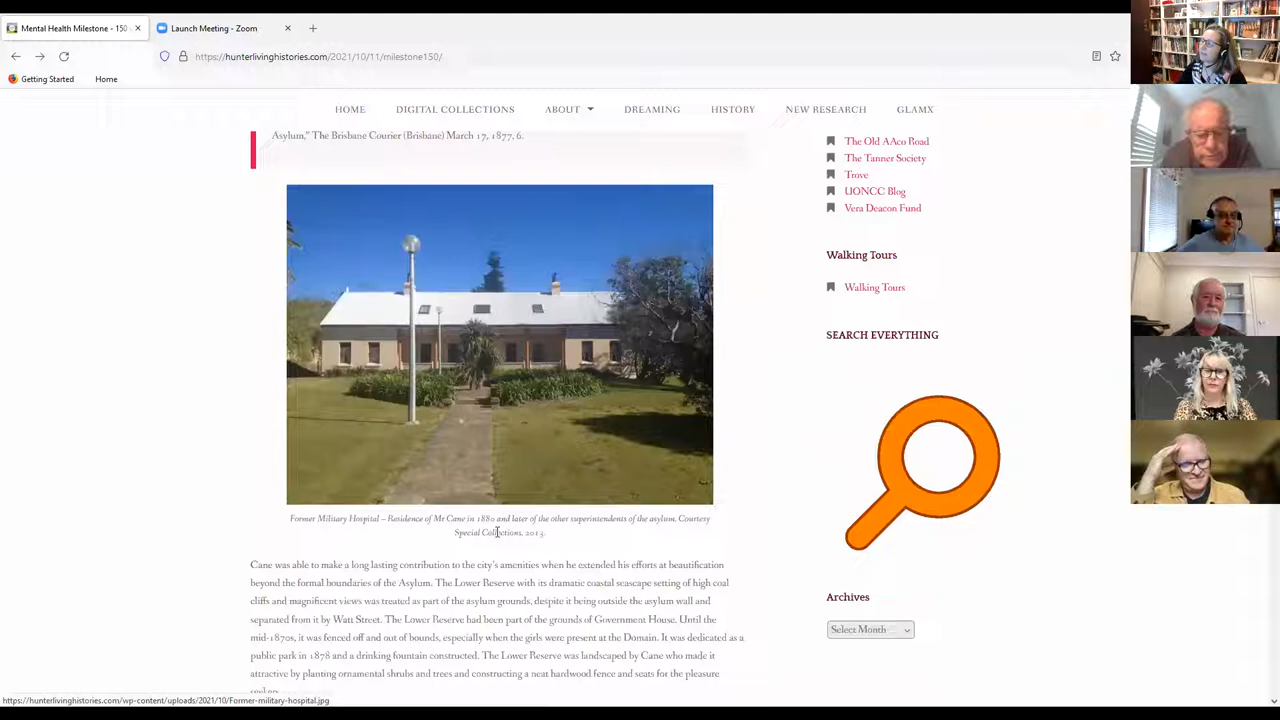 Mental Health Milestone - 150
Launch Meeting - Zoom
https://hunterlivinghistories.com/2021/10/11/milestone150/
Getting Started Home
HOME DIGITAL COLLECTIONS ABOUT DREAMING HISTORY NEW RESEARCH GLAMX
Asylum,” The Brisbane Courier (Brisbane) March 17, 1877, 6.
Former Military Hospital – Residence of Mr Cane in 1880 and later of the other superintendents of the asylum. Courtesy
Special Collections, 2013.
Cane was able to make a long lasting contribution to the city’s amenities when he extended his efforts at beautification
beyond the formal boundaries of the Asylum. The Lower Reserve with its dramatic coastal seascape setting of high coal
cliffs and magnificent views was treated as part of the asylum grounds, despite it being outside the asylum wall and
separated from it by Watt Street. The Lower Reserve had been part of the grounds of Government House. Until the
mid-1870s, it was fenced off and out of bounds, especially when the girls were present at the Domain. It was dedicated as a
public park in 1878 and a drinking fountain constructed. The Lower Reserve was landscaped by Cane who made it
attractive by planting ornamental shrubs and trees and constructing a neat hardwood fence and seats for the pleasure
The Old AAco Road
The Tanner Society
Trove
UONCC Blog
Vera Deacon Fund
Walking Tours
Walking Tours
SEARCH EVERYTHING
Archives
Select Month
https://hunterlivinghistories.com/wp-content/uploads/2021/10/Former-military-hospital.jpg